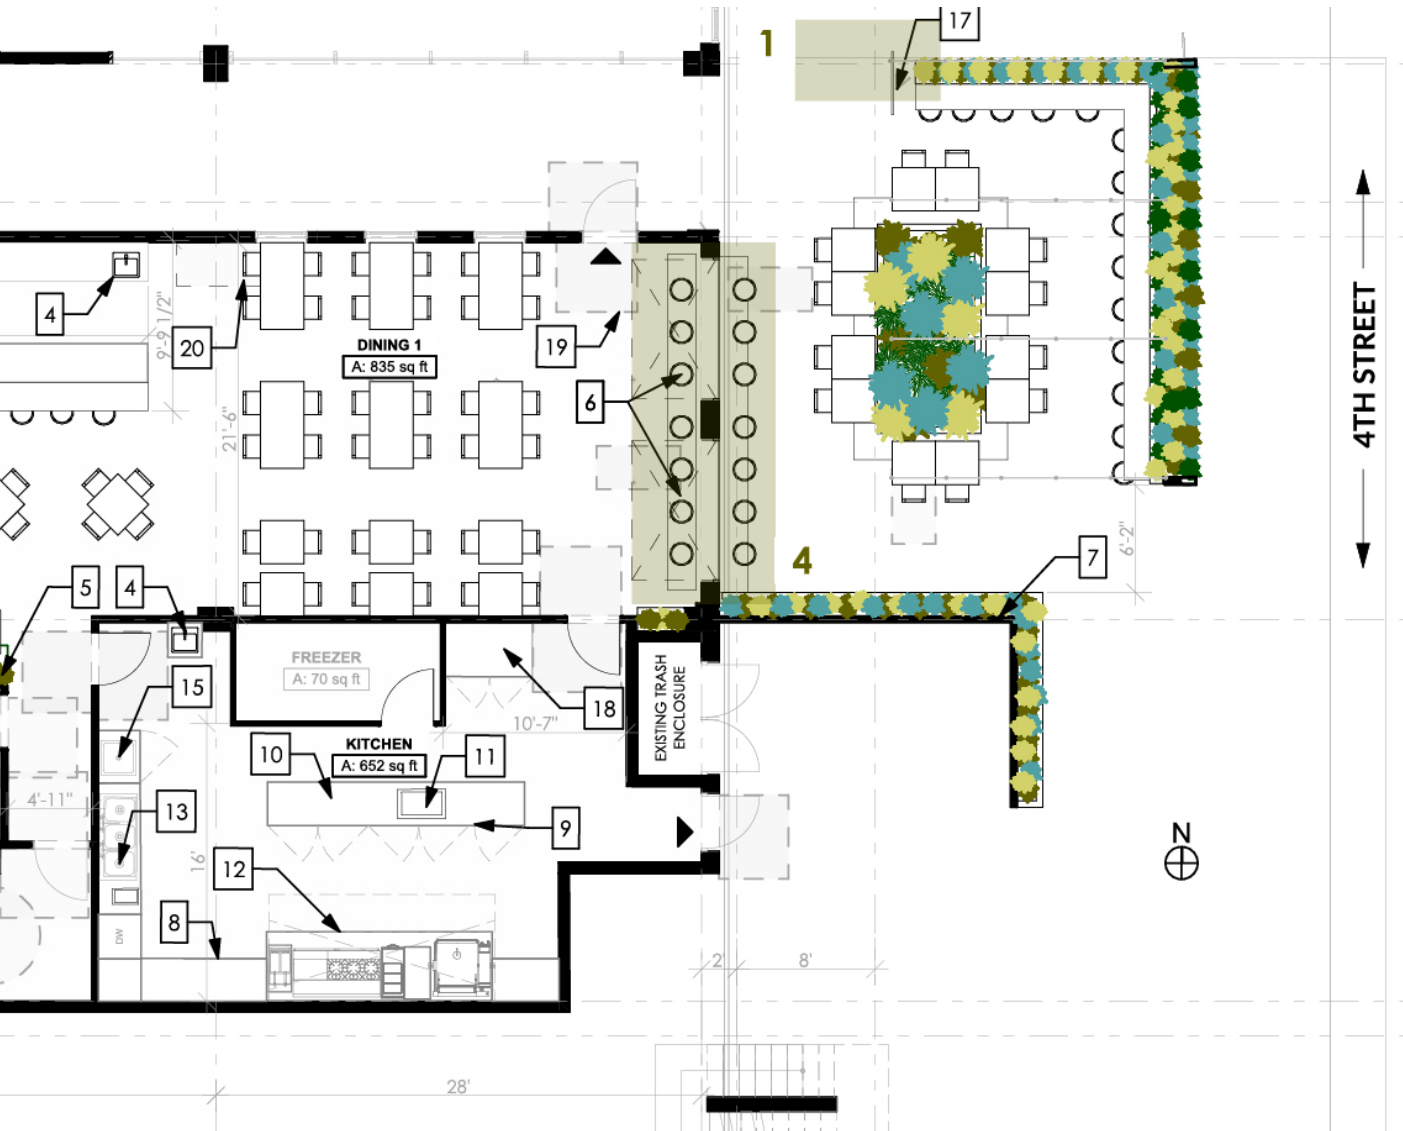 17
1
4
9'-9 1/2"
20
DINING 1
A: 835 sq ft
19
6
21'-6"
4TH STREET
5
4
4
7
6'-2"
FREEZER
A: 70 sq ft
15
18
10'-7"
EXISTING TRASH
ENCLOSURE
10
KITCHEN
A: 652 sq ft
11
4'-11"
13
9
N
16'
12
8
DW
2'
8'
28'